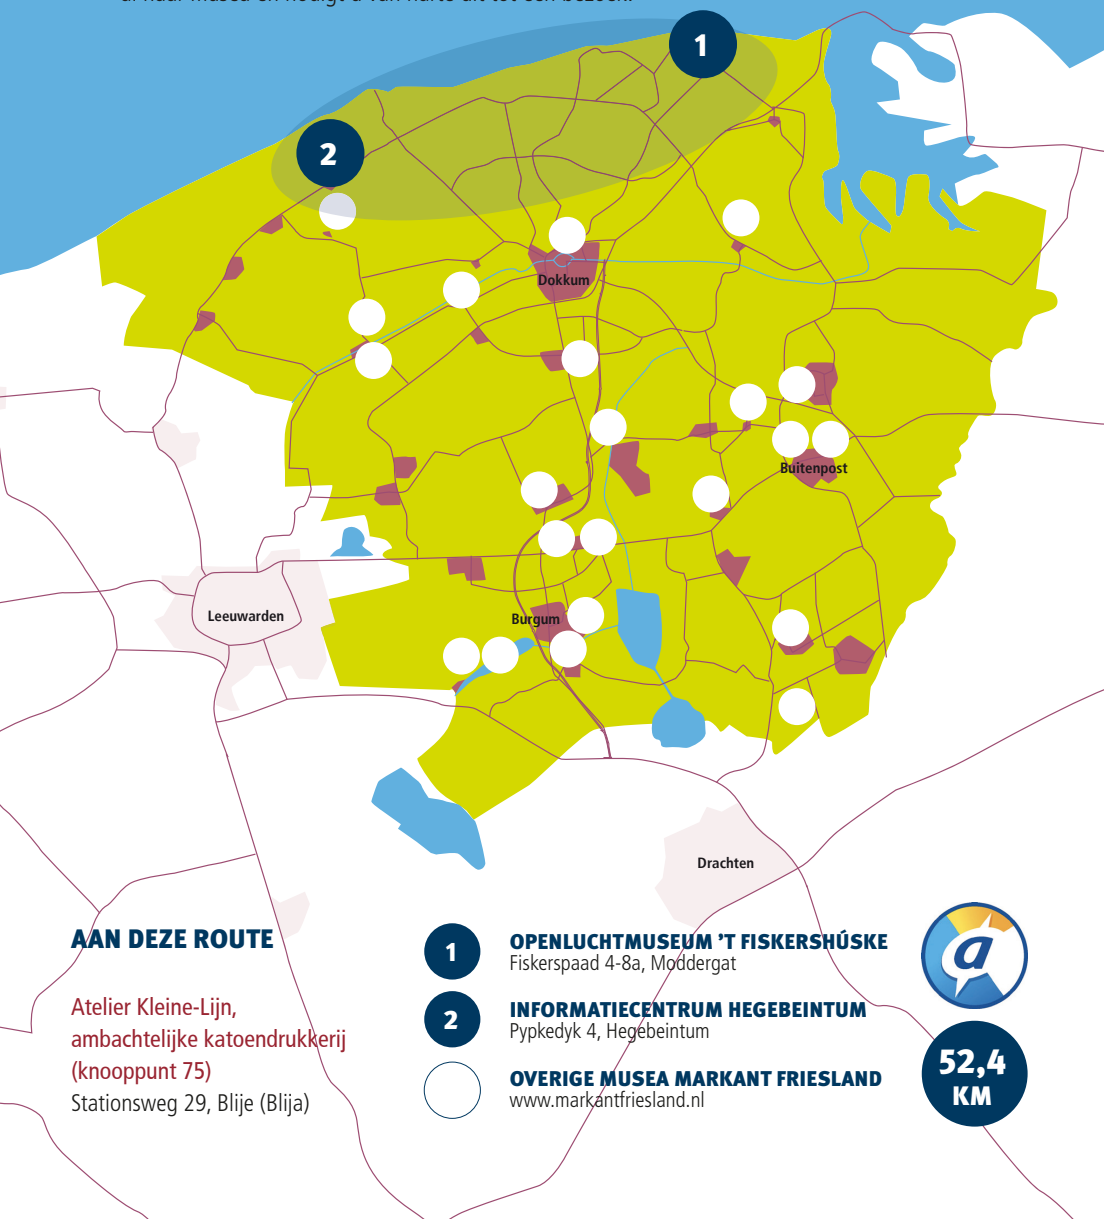 1
2
Dokkum
Buitenpost
Leeuwarden
Burgum
Drachten
AAN DEZE ROUTE
Atelier Kleine-Lijn,
ambachtelijke katoendrukkerij
(knooppunt 75)
Stationsweg 29, Blije (Blija)
1
OPENLUCHTMUSEUM ’T FISKERSHÚSKE
Fiskerspaad 4-8a, Moddergat
2
INFORMATIECENTRUM HEGEBEINTUM
Pypkedyk 4, Hegebeintum
OVERIGE MUSEA MARKANT FRIESLAND
www.markantfriesland.nl
a
52,4
KM